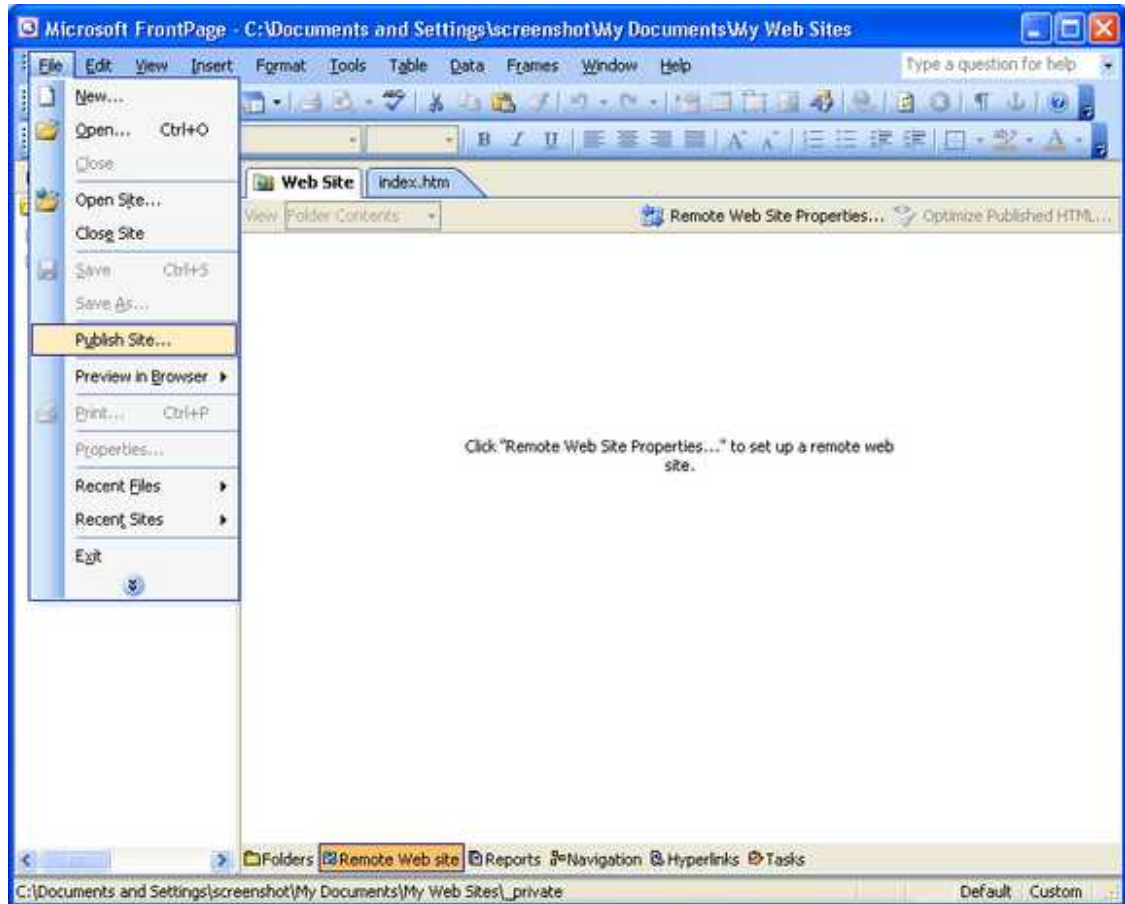 Microsoft FrontPage - C:\Documents and Settings\screenshot\My Documents\My Web Sites
File Edit View Insert Format Tools Table Data Frames Window Help Type a question for help
New...
Open... Ctrl+O
Close
Open Site...
Close Site
Save Ctrl+S
Save As...
Publish Site...
Preview in Browser
Print... Ctrl+P
Properties...
Recent Files
Recent Sites
Exit
B I U A A A
Web Site index.htm
View Folder Contents Remote Web Site Properties... Optimize Published HTML...
Click "Remote Web Site Properties..." to set up a remote web
site.
Folders Remote Web site Reports Navigation Hyperlinks Tasks
C:\Documents and Settings\screenshot\My Documents\My Web Sites\_private Default Custom